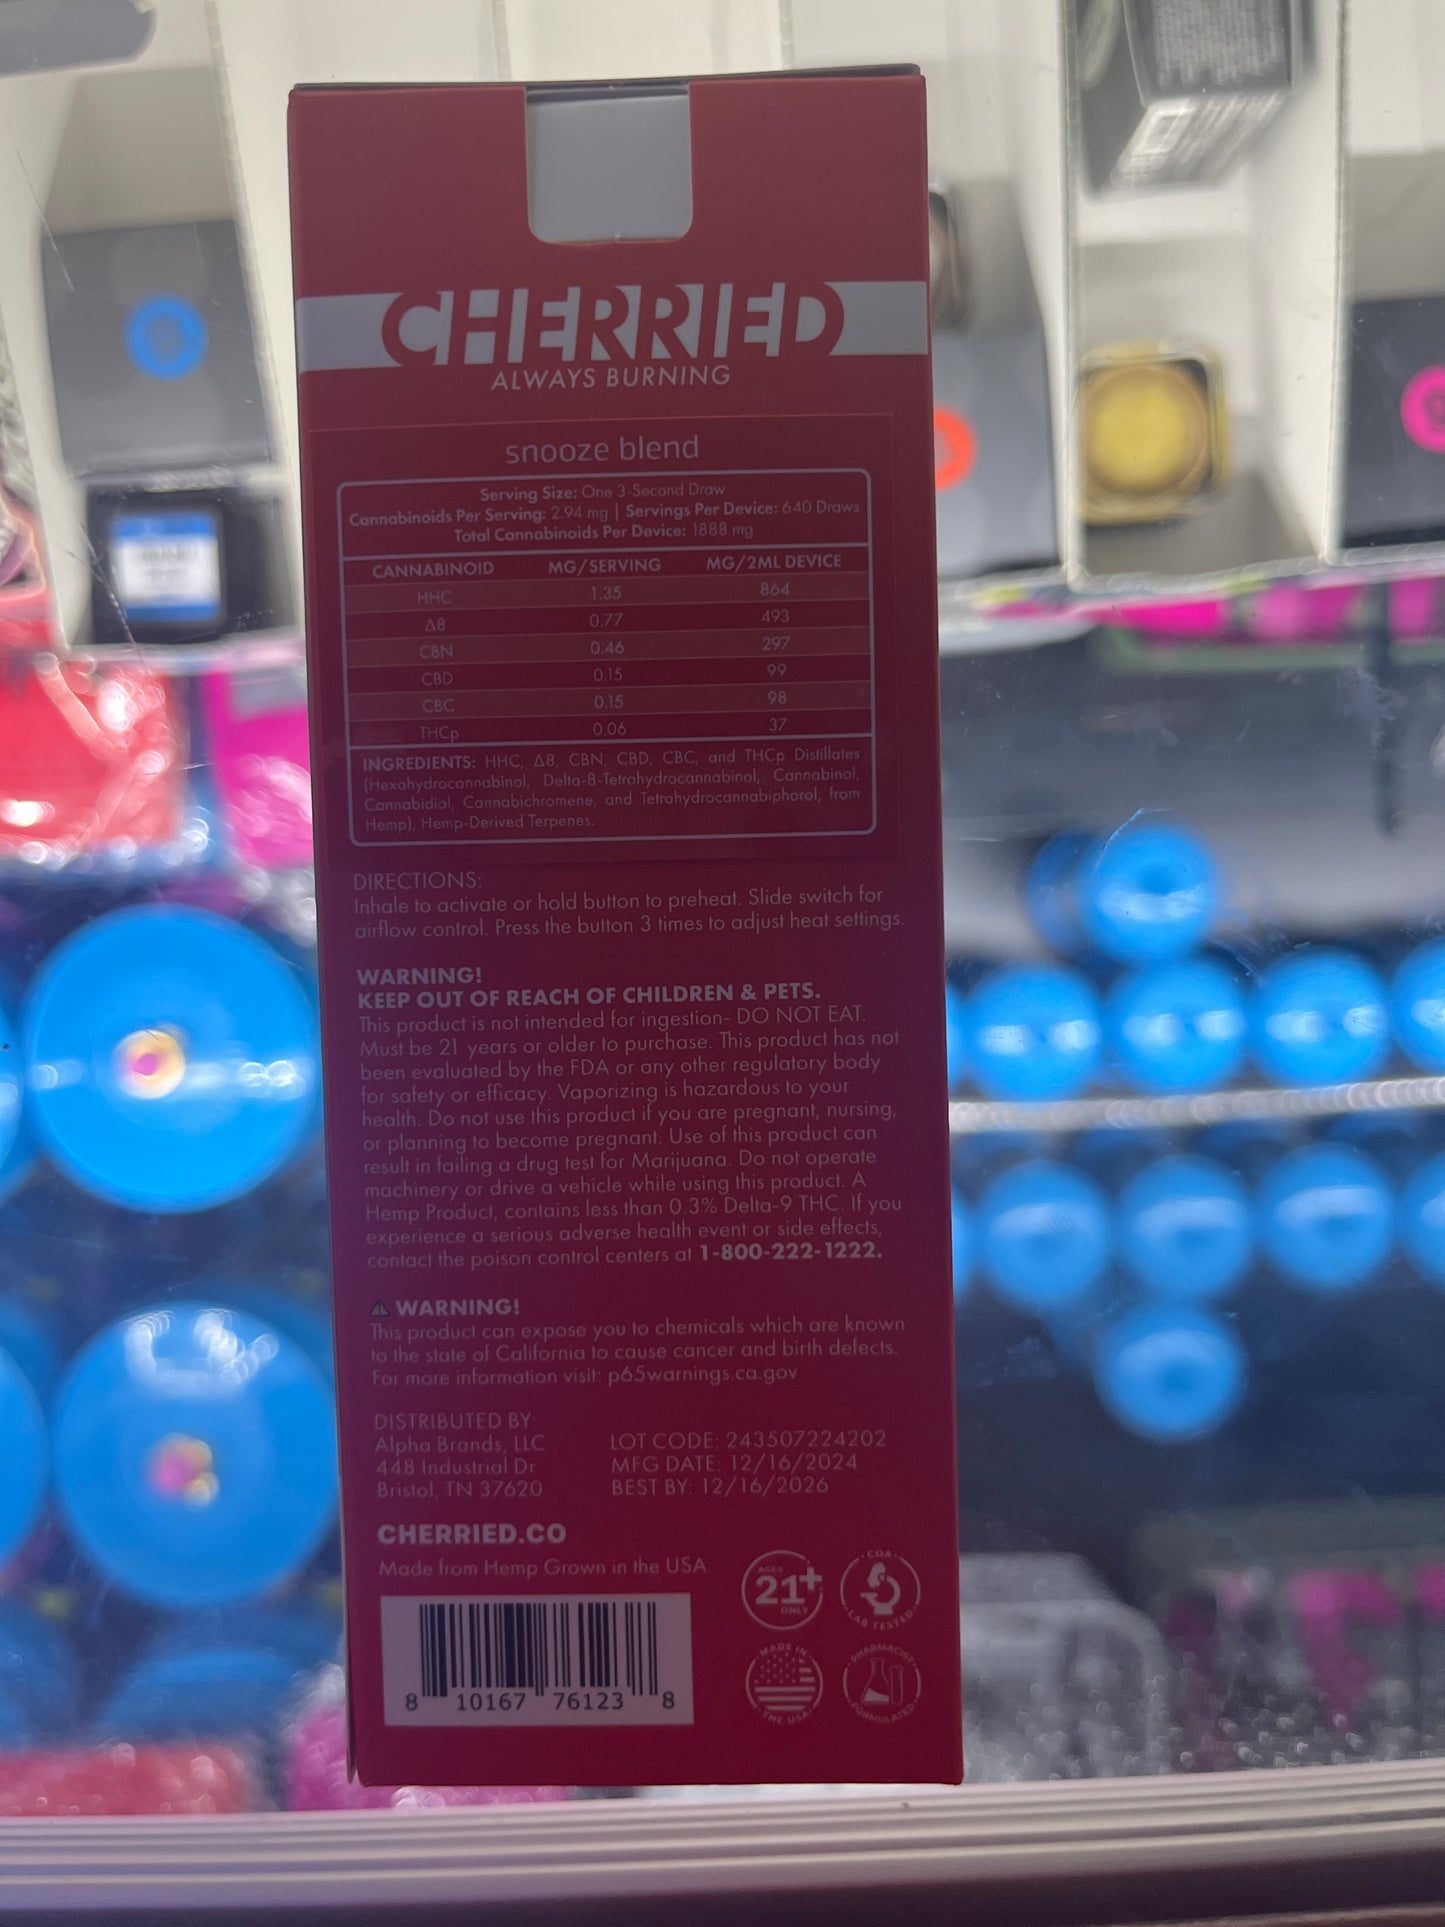 CHERRIED
ALWAYS BURNING
snooze blend
Serving Size: One 3-Second Draw
Cannabinoids Per Serving: 2.94 mg | Servings Per Device: 640 Draws
Total Cannabinoids Per Device: 1888 mg
CANNABINOID MG/SERVING MG/2ML DEVICE
HHC 1.35 864
Δ8 0.77 493
CBN 0.46 297
CBD 0.15 99
CBC 0.15 98
THCp 0.06 37
INGREDIENTS: HHC, Δ8, CBN, CBD, CBC, and THCp Distillates
(Hexahydrocannabinol, Delta-8-Tetrahydrocannabinol, Cannabinol,
Cannabidiol, Cannabichromene, and Tetrahydrocannabiphorol, from
Hemp), Hemp-Derived Terpenes.
DIRECTIONS:
Inhale to activate or hold button to preheat. Slide switch for
airflow control. Press the button 3 times to adjust heat settings.
WARNING!
KEEP OUT OF REACH OF CHILDREN & PETS.
This product is not intended for ingestion- DO NOT EAT.
Must be 21 years or older to purchase. This product has not
been evaluated by the FDA or any other regulatory body
for safety or efficacy. Vaporizing is hazardous to your
health. Do not use this product if you are pregnant, nursing,
or planning to become pregnant. Use of this product can
result in failing a drug test for Marijuana. Do not operate
machinery or drive a vehicle while using this product. A
Hemp Product, contains less than 0.3% Delta-9 THC. If you
experience a serious adverse health event or side effects,
contact the poison control centers at 1-800-222-1222.
⚠ WARNING!
This product can expose you to chemicals which are known
to the state of California to cause cancer and birth defects.
For more information visit: p65warnings.ca.gov
DISTRIBUTED BY:
Alpha Brands, LLC
448 Industrial Dr
Bristol, TN 37620
LOT CODE: 243507224202
MFG DATE: 12/16/2024
BEST BY: 12/16/2026
CHERRIED.CO
Made from Hemp Grown in the USA.
AGES
21+
ONLY
COA
LAB TESTED
MADE IN
THE USA
PHARMACIST
FORMULATED
8 10167 76123 8